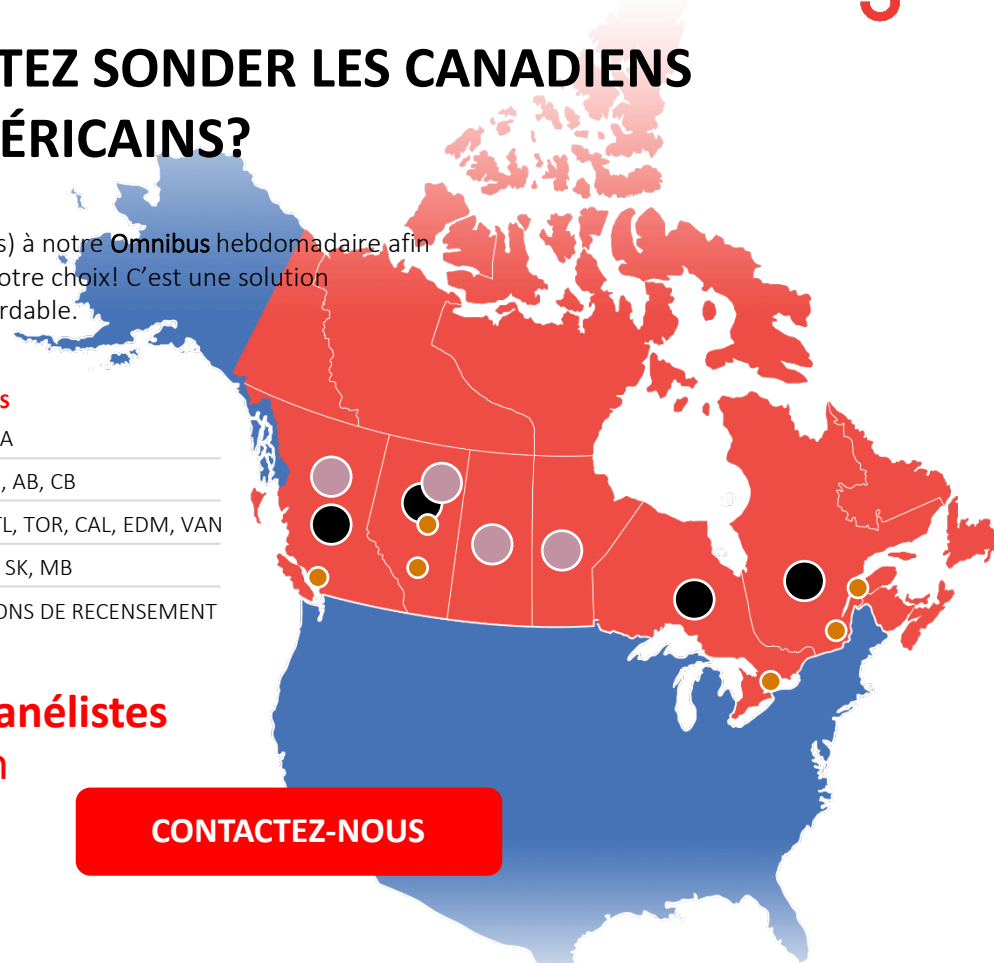 TEZ SONDER LES CANADIENS
ÉRICAINS?
s) à notre Omnibus hebdomadaire afin
otre choix! C'est une solution
rdable.
s
A
, AB, CB
TL, TOR, CAL, EDM, VAN
SK, MB
ONS DE RECENSEMENT
anélistes
n
CONTACTEZ-NOUS